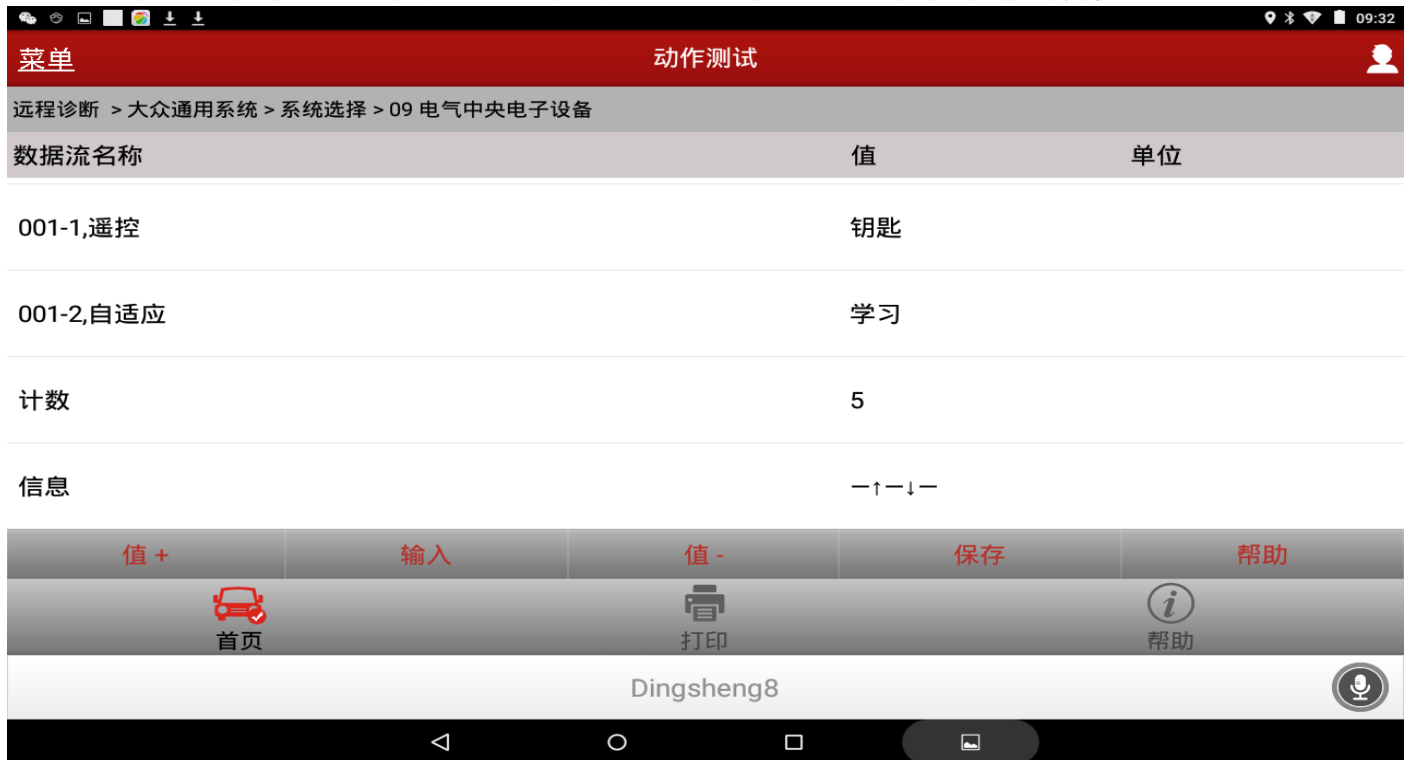 09:32
菜单 动作测试
远程诊断 > 大众通用系统 > 系统选择 > 09 电气中央电子设备
数据流名称 值 单位
001-1,遥控 钥匙
001-2,自适应 学习
计数 5
信息 —↑—↓—
值 + 输入 值 - 保存 帮助
首页 打印 帮助
Dingsheng8